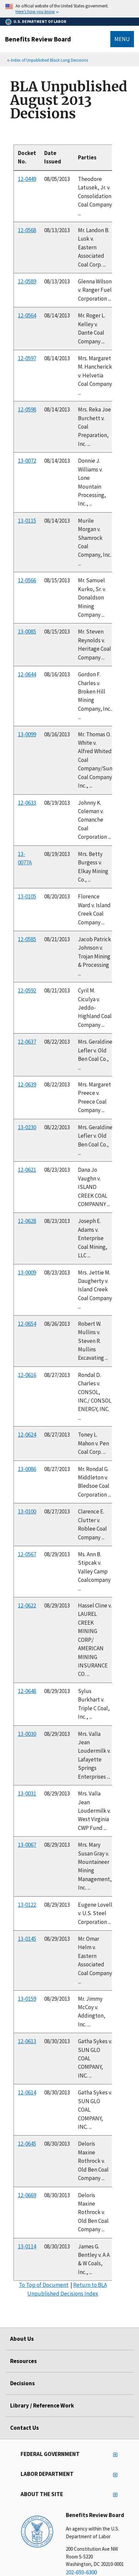 An official website of the United States government.
Here's how you know
U.S. DEPARTMENT OF LABOR
Benefits Review Board
MENU
« Index of Unpublished Black Lung Decisions
BLA Unpublished
August 2013
Decisions
Docket No. Date Issued Parties
12-0449 08/05/2013 Theodore Latusek, Jr. v. Consolidation Coal Company ...
12-0568 08/13/2013 Mr. Landon B. Lusk v. Eastern Associated Coal Corp. ...
12-0589 08/13/2013 Glenna Wilson v. Ranger Fuel Corporation ...
12-0564 08/14/2013 Mr. Roger L. Kelley v. Dante Coal Company ...
12-0597 08/14/2013 Mrs. Margaret M. Hancherick v. Helvetia Coal Company ...
12-0598 08/14/2013 Mrs. Reka Joe Burchett v. Coal Preparation, Inc. ...
13-0072 08/14/2013 Donnie J. Williams v. Lone Mountain Processing, Inc., ...
13-0115 08/14/2013 Murile Morgan v. Shamrock Coal Company, Inc. ...
12-0566 08/15/2013 Mr. Samuel Kurko, Sr. v. Donaldson Mining Company ...
13-0083 08/15/2013 Mr. Steven Reynolds v. Heritage Coal Company ...
12-0644 08/16/2013 Gordon F. Charles v. Broken Hill Mining Company, Inc. ...
13-0099 08/16/2013 Mr. Thomas O. White v. Alfred Whited Coal Company/Sun Coal Company Inc., ...
12-0633 08/19/2013 Johnny K. Coleman v. Comanche Coal Corporation ...
13-0077A 08/19/2013 Mrs. Betty Burgess v. Elkay Mining Co., ...
13-0105 08/20/2013 Florence Ward v. Island Creek Coal Company ...
12-0585 08/21/2013 Jacob Patrick Johnson v. Trojan Mining & Processing ...
12-0592 08/21/2013 Cyril M. Ciculya v. Jeddo-Highland Coal Company ...
12-0637 08/22/2013 Mrs. Geraldine Lefler v. Old Ben Coal Co., ...
12-0639 08/22/2013 Mrs. Margaret Preece v. Preece Coal Company ...
13-0230 08/22/2013 Mrs. Geraldine Lefler v. Old Ben Coal Co., ...
12-0621 08/23/2013 Dana Jo Vaughn v. ISLAND CREEK COAL COMPANNY ...
12-0628 08/23/2013 Joseph E. Adams v. Enterprise Coal Mining, LLC ...
13-0009 08/23/2013 Mrs. Jettie M. Daugherty v. Island Creek Coal Company ...
12-0654 08/26/2013 Robert W. Mullins v. Steven R. Mullins Excavating ...
12-0616 08/27/2013 Rondal D. Charles v. CONSOL, INC./ CONSOL ENERGY, INC. ...
12-0624 08/27/2013 Toney L. Mahon v. Pen Coal Corp. ...
13-0086 08/27/2013 Mr. Rondal G. Middleton v. Bledsoe Coal Corporation ...
13-0100 08/27/2013 Clarence E. Clutter v. Roblee Coal Company ...
12-0567 08/29/2013 Ms. Ann B. Stipcak v. Valley Camp Coalcompany ...
12-0622 08/29/2013 Hassel Cline v. LAUREL CREEK MINING CORP/ AMERICAN MINING INSURANCE CO. ...
12-0648 08/29/2013 Sylus Burkhart v. Triple C Coal, Inc., ...
13-0030 08/29/2013 Mrs. Valla Jean Loudermilk v. Lafayette Springs Enterprises ...
13-0031 08/29/2013 Mrs. Valla Jean Loudermilk v. West Virginia CWP Fund ...
13-0067 08/29/2013 Mrs. Mary Susan Gray v. Mountaineer Mining Management, Inc. ...
13-0122 08/29/2013 Eugene Lovell v. U.S. Steel Corporation ...
13-0145 08/29/2013 Mr. Omar Helm v. Eastern Associated Coal Company ...
13-0159 08/29/2013 Mr. Jimmy McCoy v. Addington, Inc. ...
12-0613 08/30/2013 Gatha Sykes v. SUN GLO COAL COMPANY, INC. ...
12-0614 08/30/2013 Gatha Sykes v. SUN GLO COAL COMPANY, INC. ...
12-0645 08/30/2013 Deloris Maxine Rothrock v. Old Ben Coal Company ...
12-0669 08/30/2013 Deloris Maxine Rothrock v. Old Ben Coal Company ...
13-0114 08/30/2013 James G. Bentley v. A A & W Coals, Inc., ...
To Top of Document | Return to BLA
Unpublished Decisions Index
About Us
Resources
Decisions
Library / Reference Work
Contact Us
FEDERAL GOVERNMENT
LABOR DEPARTMENT
ABOUT THE SITE
Benefits Review Board
An agency within the U.S.
Department of Labor
200 Constitution Ave NW
Room S-5220
Washington, DC 20210-0001
202-693-6300